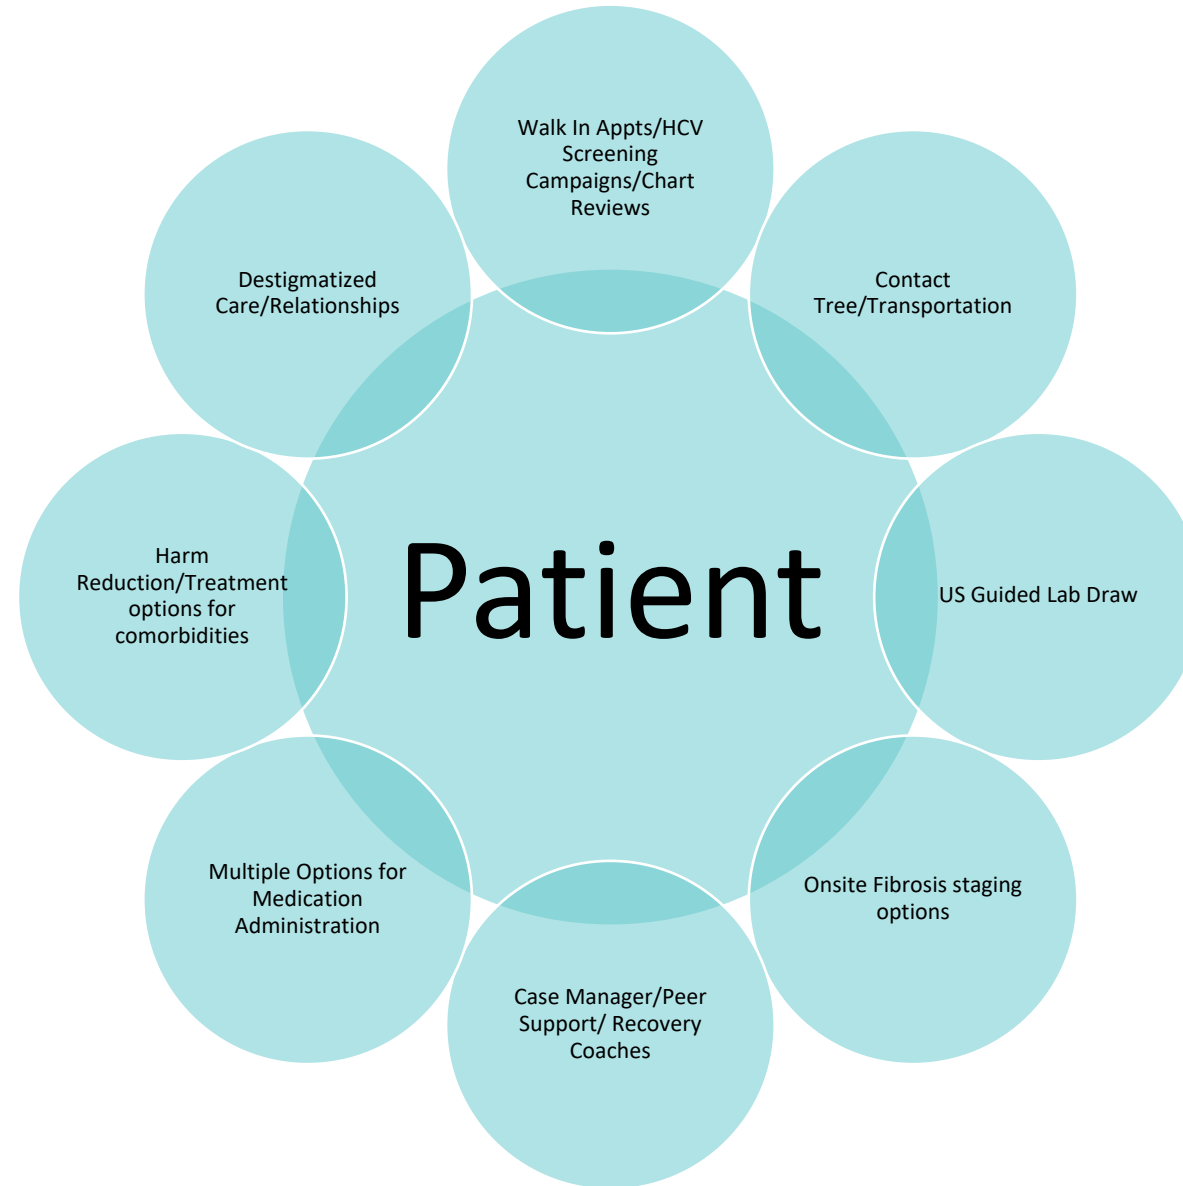 Walk In Appts/HCV
Screening
Campaigns/Chart
Reviews
Destigmatized
Care/Relationships
Contact
Tree/Transportation
Harm
Reduction/Treatment
options for
comorbidities
Patient
US Guided Lab Draw
Multiple Options for
Medication
Administration
Onsite Fibrosis staging
options
Case Manager/Peer
Support/ Recovery
Coaches